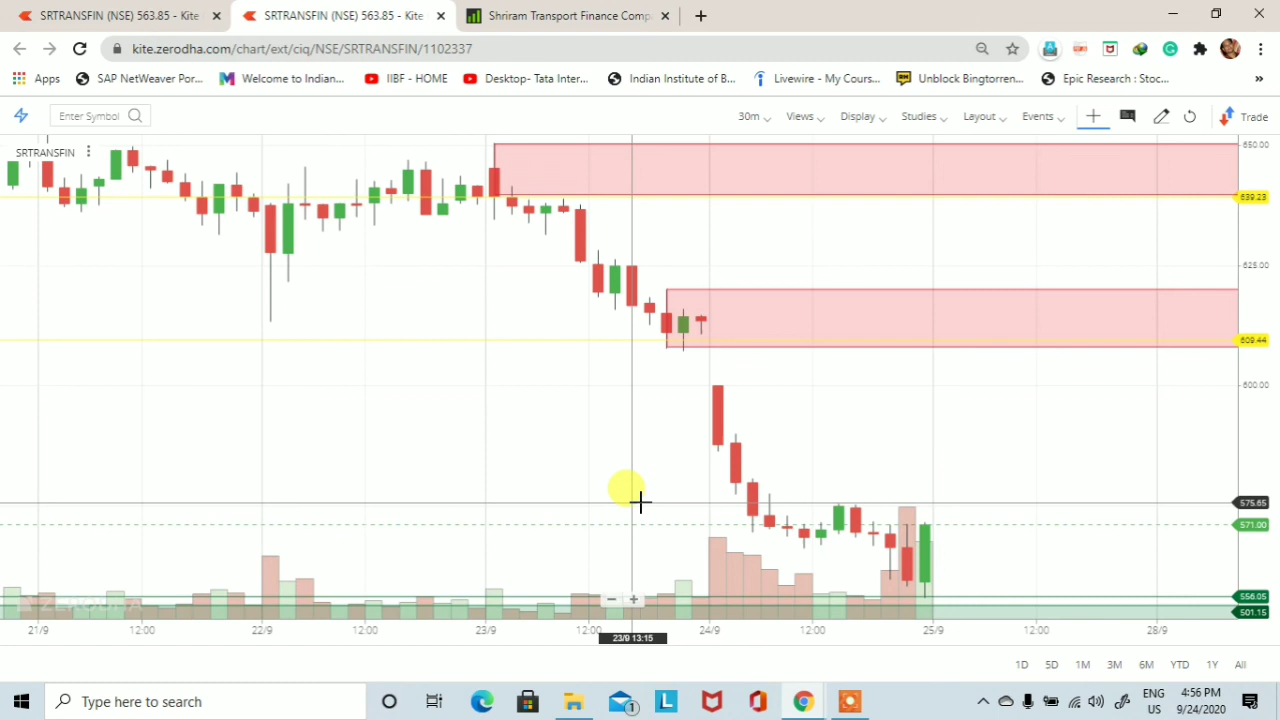 SRTRANSFIN (NSE) 563.85 - Kite
SRTRANSFIN (NSE) 563.85 - Kite
Shriram Transport Finance Comp
kite.zerodha.com/chart/ext/ciq/NSE/SRTRANSFIN/1102337
Apps
SAP NetWeaver Por...
Welcome to Indian...
IIBF - HOME
Desktop- Tata Inter...
Indian Institute of B...
Livewire - My Cours...
Unblock Bingtorren...
Epic Research : Stoc...
»
Enter Symbol
30m
Views
Display
Studies
Layout
Events
Trade
SRTRANSFIN
650.00
639.23
625.00
609.44
600.00
575.65
571.00
556.05
501.15
ZERODHA
21/9
12:00
22/9
12:00
23/9
12:00
24/9
12:00
25/9
12:00
28/9
23/9 13:15
1D
5D
1M
3M
6M
YTD
1Y
All
Type here to search
1
L
ENG
US
4:56 PM
9/24/2020